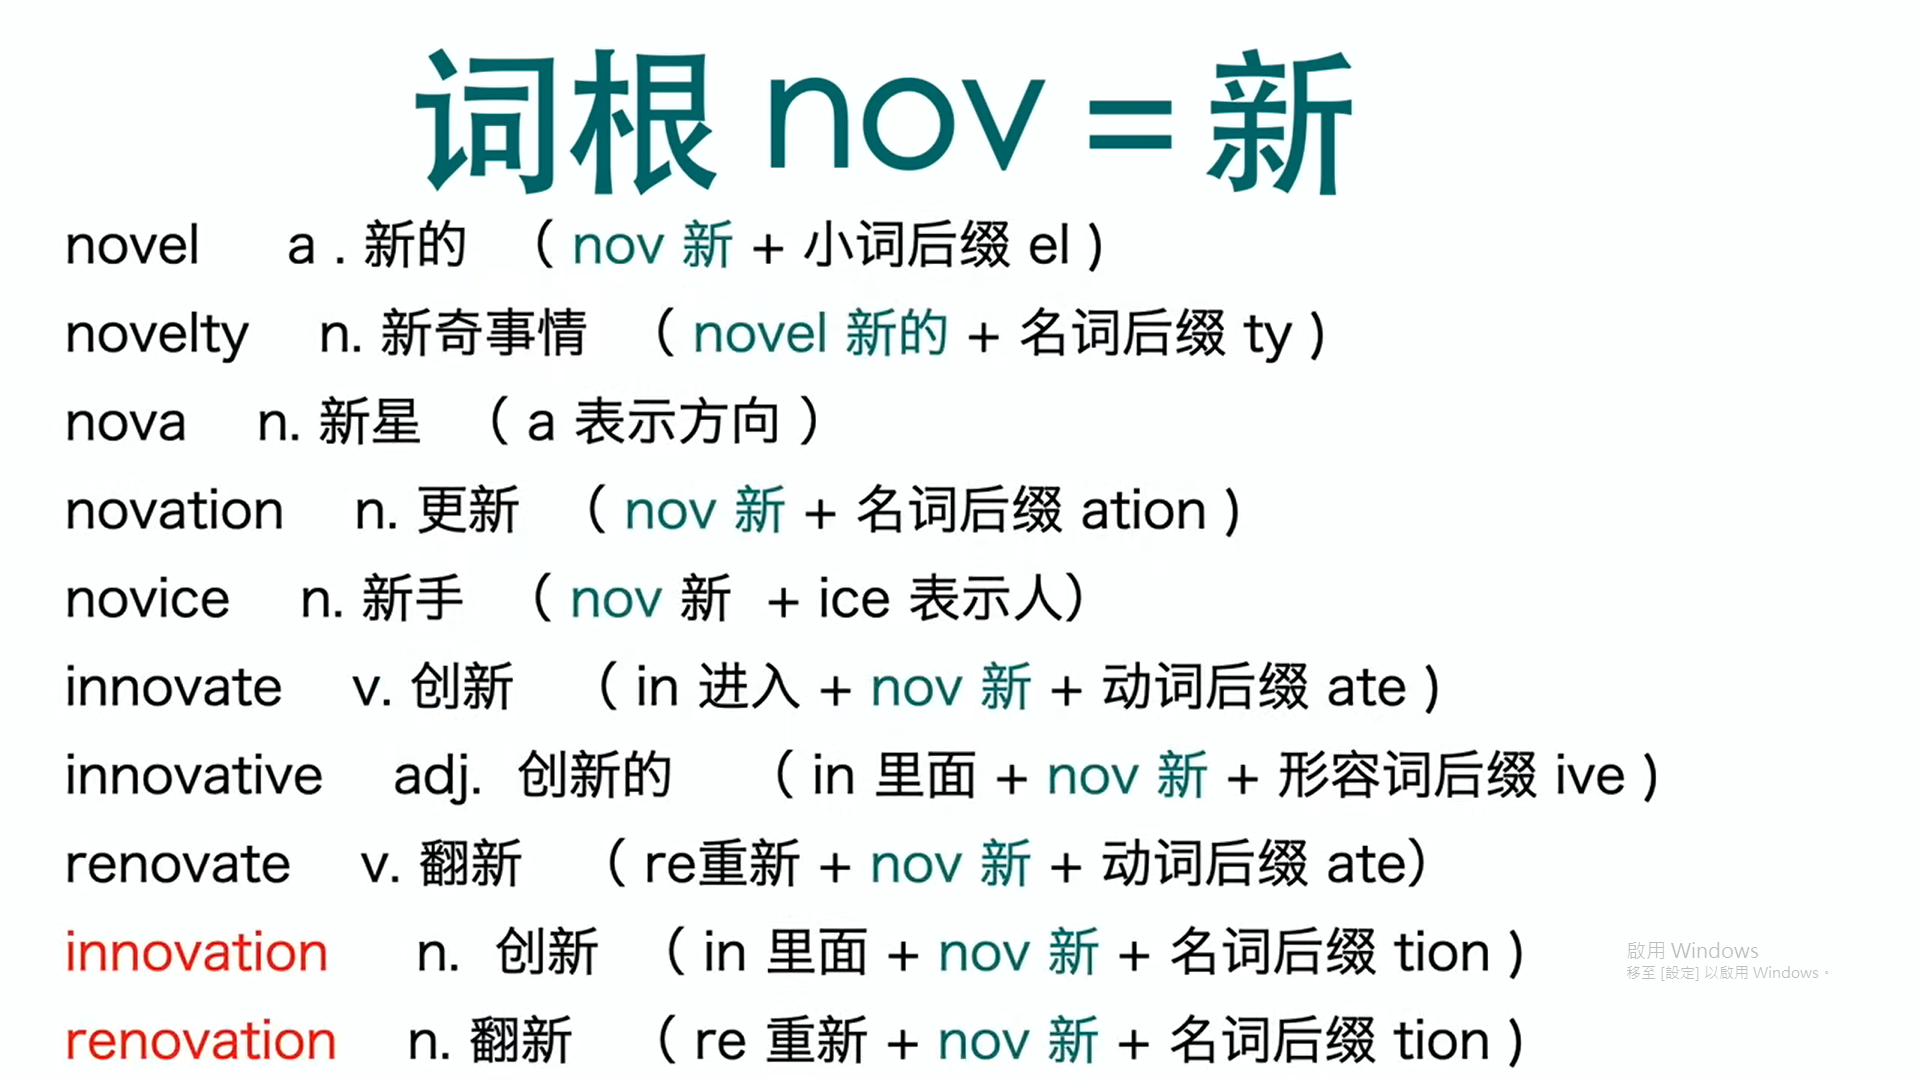 词根 nov = 新
novel a . 新的 （ nov 新 + 小词后缀 el )
novelty n. 新奇事情 （ novel 新的 + 名词后缀 ty )
nova n. 新星 （ a 表示方向 ）
novation n. 更新 （ nov 新 + 名词后缀 ation )
novice n. 新手 （ nov 新 + ice 表示人）
innovate v. 创新 （ in 进入 + nov 新 + 动词后缀 ate )
innovative adj. 创新的 （ in 里面 + nov 新 + 形容词后缀 ive )
renovate v. 翻新 （ re重新 + nov 新 + 动词后缀 ate）
innovation n. 创新 （ in 里面 + nov 新 + 名词后缀 tion )
renovation n. 翻新 （ re 重新 + nov 新 + 名词后缀 tion )
啟用 Windows
移至 [設定] 以啟用 Windows。